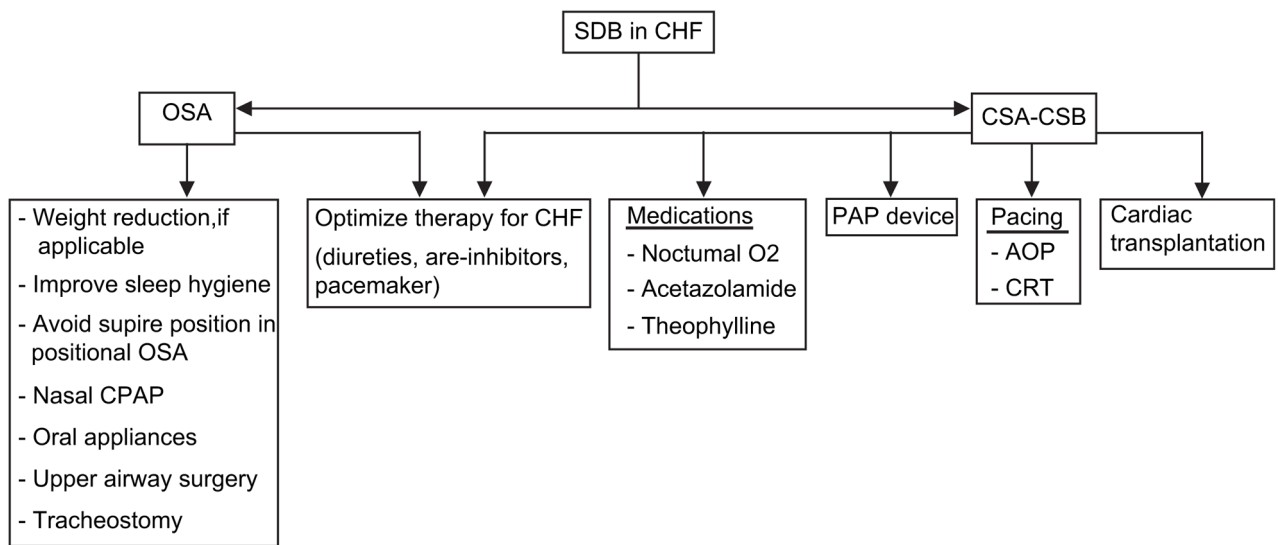 SDB in CHF
OSA
CSA-CSB
- Weight reduction,if
applicable
- Improve sleep hygiene
- Avoid supire position in
positional OSA
- Nasal CPAP
- Oral appliances
- Upper airway surgery
- Tracheostomy
Optimize therapy for CHF
(diureties, are-inhibitors,
pacemaker)
Medications
- Noctumal O2
- Acetazolamide
- Theophylline
PAP device
Pacing
- AOP
- CRT
Cardiac
transplantation